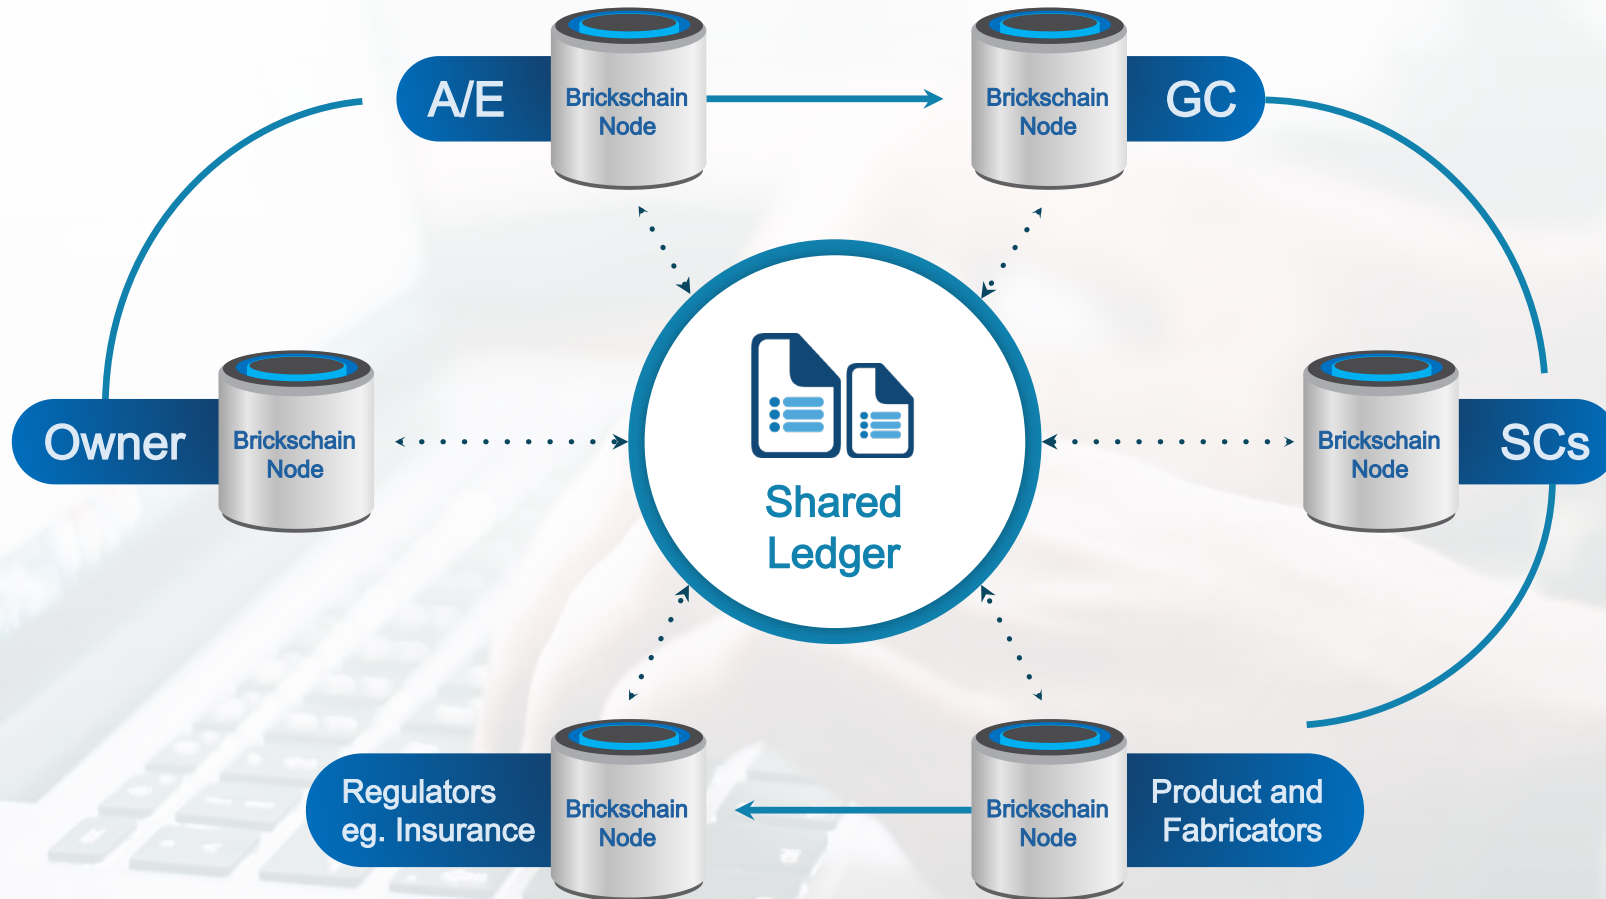 A/E
Brickschain
Node
Brickschain
Node
GC
Owner
Brickschain
Node
Shared
Ledger
Brickschain
Node
SCs
Regulators
eg. Insurance
Brickschain
Node
Brickschain
Node
Product and
Fabricators